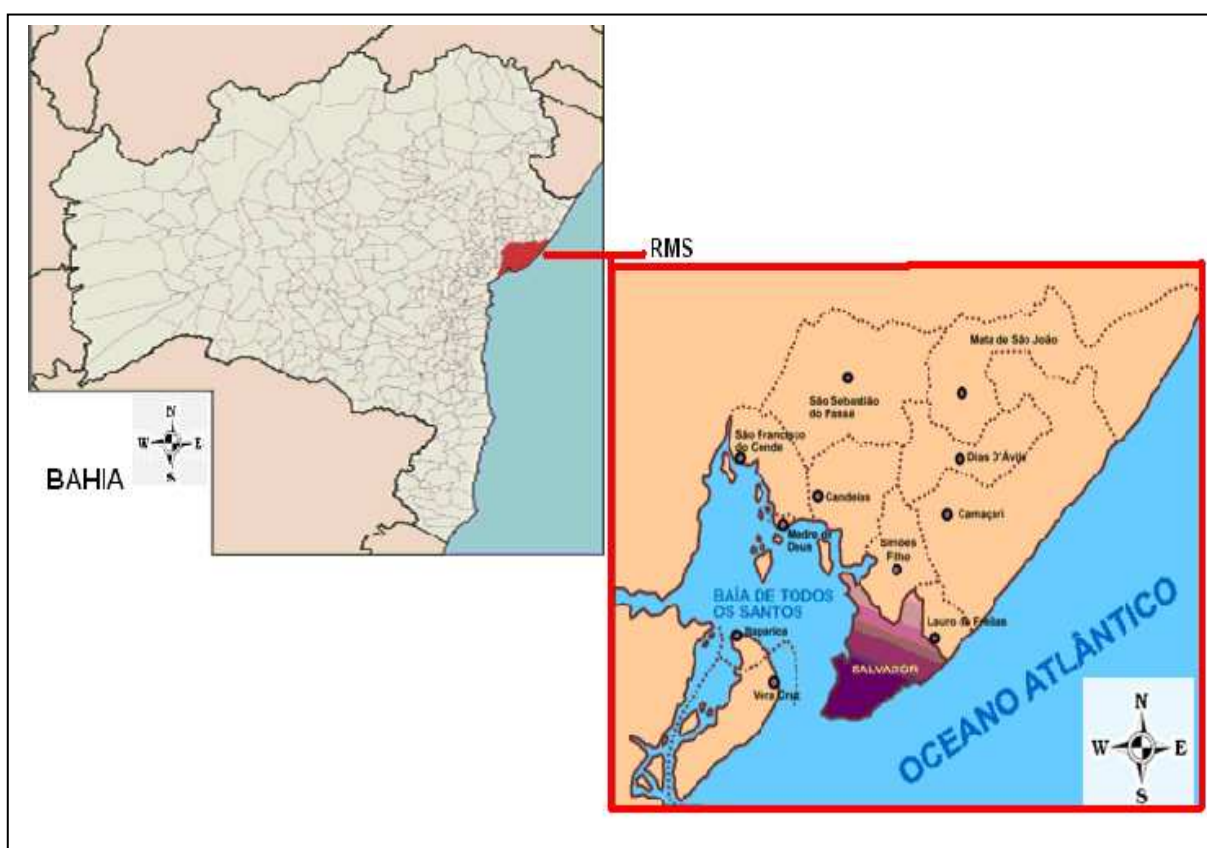 RMS
N
W E
S
BAHIA
Mata de São João
São Sebastião
do Passé
São Francisco
do Conde
Dias D'Ávila
Candeias
Camaçari
Madre de
Deus
Simões
Filho
BAÍA DE TODOS
OS SANTOS
Itaparica
Lauro de Freitas
SALVADOR
Vera Cruz
OCEANO ATLÂNTICO
N
W E
S